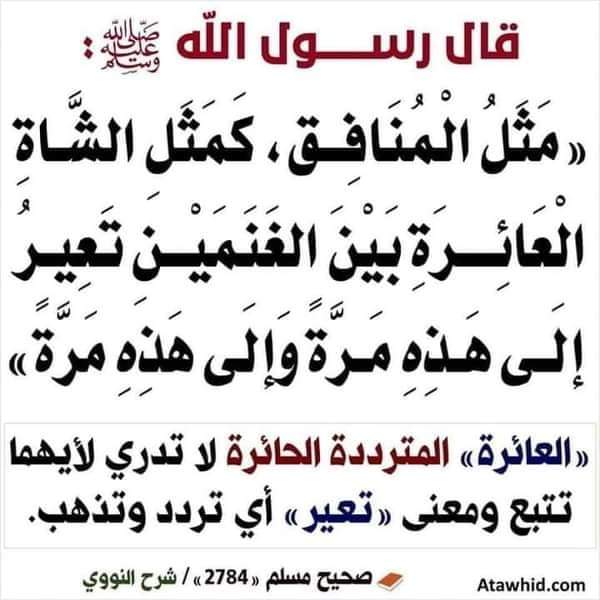 قال رسول الله ﷺ :
« مَثَلُ الْمُنَافِقِ، كَمَثَلِ الشَّاةِ
الْعَائِرَةِ بَيْنَ الغَنَمَيْنِ تَعِيرُ
إِلَى هَذِهِ مَرَّةً وَإِلَى هَذِهِ مَرَّةً »
«العائرة» المترددة الحائرة لا تدري لأيهما
تتبع ومعنى «تعير» أي تردد وتذهب.
صحيح مسلم «2784» / شرح النووي
Atawhid.com